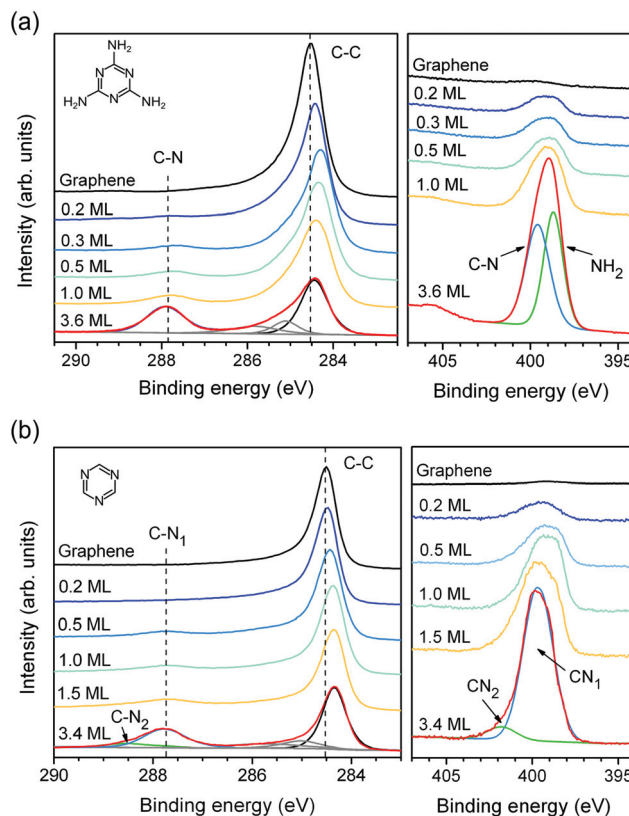 (a)
NH₂
N
N
N
H₂N
NH₂
C-N
C-C
Graphene
0.2 ML
0.3 ML
0.5 ML
1.0 ML
3.6 ML
290
288
286
284
Binding energy (eV)
Intensity (arb. units)
Graphene
0.2 ML
0.3 ML
0.5 ML
1.0 ML
C-N
NH₂
3.6 ML
405
400
395
Binding energy (eV)
(b)
N
N
N
C-C
C-N₁
Graphene
0.2 ML
0.5 ML
1.0 ML
1.5 ML
C-N₂
3.4 ML
290
288
286
284
Binding energy (eV)
Intensity (arb. units)
Graphene
0.2 ML
0.5 ML
1.0 ML
1.5 ML
CN₂
CN₁
3.4 ML
405
400
395
Binding energy (eV)